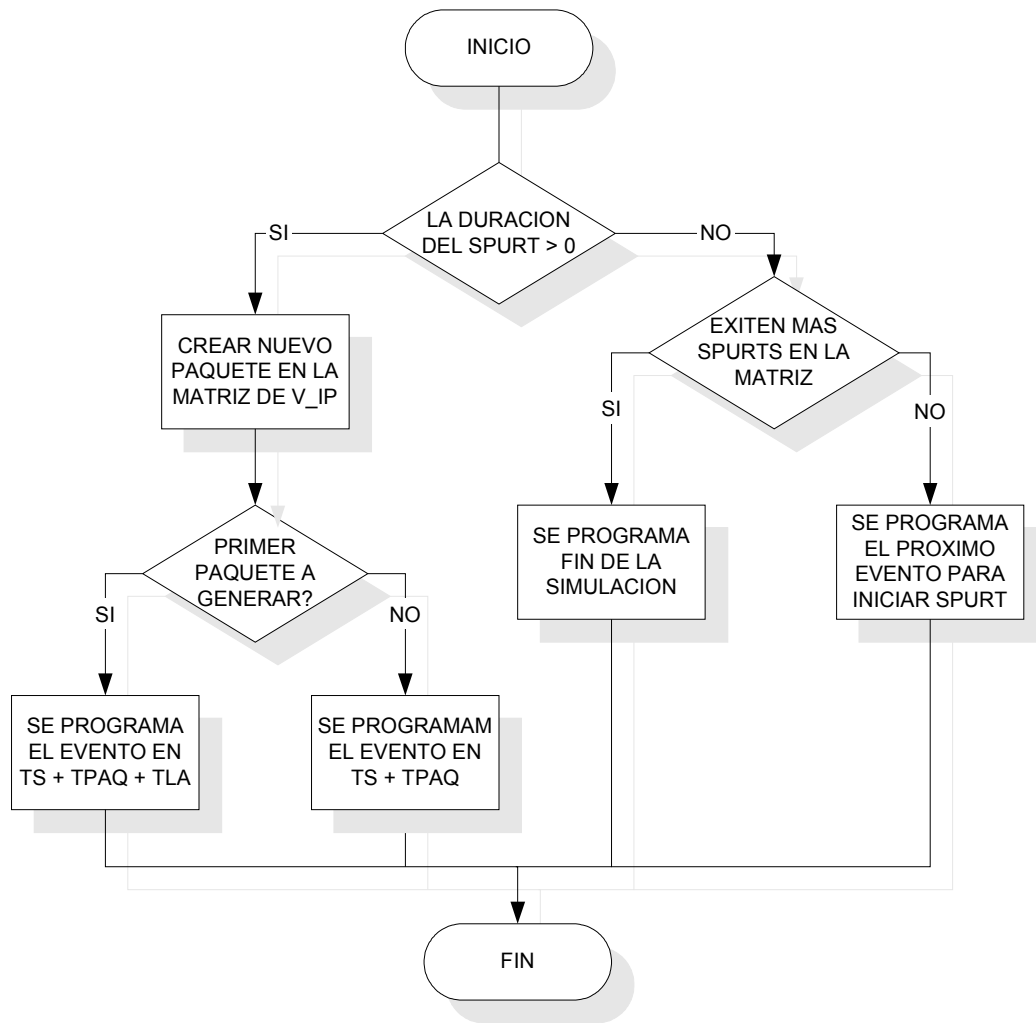 INICIO
LA DURACION
DEL SPURT > 0
SI
NO
CREAR NUEVO
PAQUETE EN LA
MATRIZ DE V_IP
EXITEN MAS
SPURTS EN LA
MATRIZ
SI
NO
PRIMER
PAQUETE A
GENERAR?
SI
NO
SE PROGRAMA
FIN DE LA
SIMULACION
SE PROGRAMA
EL PROXIMO
EVENTO PARA
INICIAR SPURT
SE PROGRAMA
EL EVENTO EN
TS + TPAQ + TLA
SE PROGRAMAM
EL EVENTO EN
TS + TPAQ
FIN